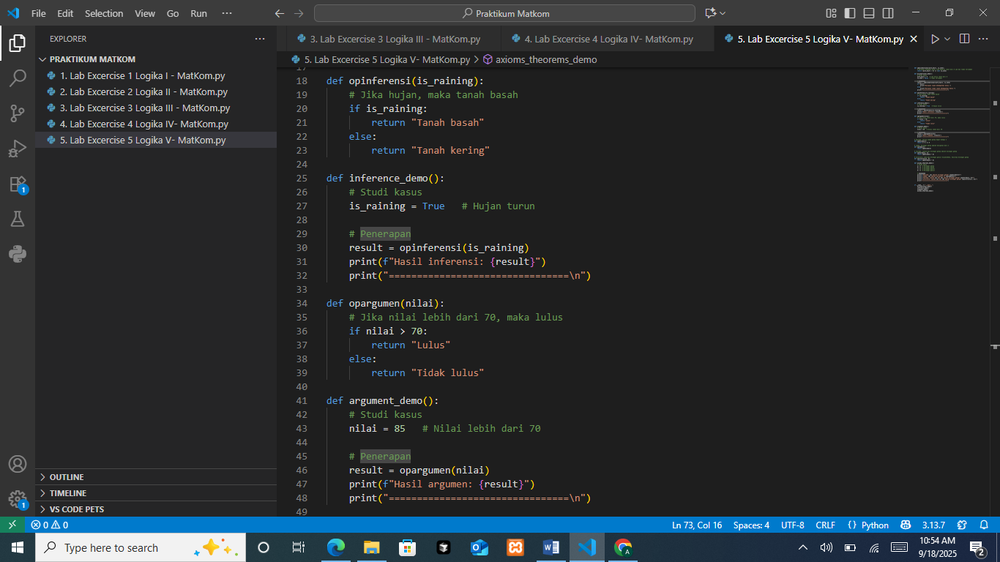 File Edit Selection View Go Run ···
Praktikum Matkom
EXPLORER
PRAKTIKUM MATKOM
1. Lab Excercise 1 Logika I - MatKom.py
2. Lab Excercise 2 Logika II - MatKom.py
3. Lab Excercise 3 Logika III - MatKom.py
4. Lab Excercise 4 Logika IV- MatKom.py
5. Lab Excercise 5 Logika V- MatKom.py
OUTLINE
TIMELINE
VS CODE PETS
1
1
3. Lab Excercise 3 Logika III - MatKom.py
4. Lab Excercise 4 Logika IV- MatKom.py
5. Lab Excercise 5 Logika V- MatKom.py
5. Lab Excercise 5 Logika V- MatKom.py > axioms_theorems_demo
17
18 def opinferensi(is_raining):
19 # Jika hujan, maka tanah basah
20 if is_raining:
21 return "Tanah basah"
22 else:
23 return "Tanah kering"
24
25 def inference_demo():
26 # Studi kasus
27 is_raining = True # Hujan turun
28
29 # Penerapan
30 result = opinferensi(is_raining)
31 print(f"Hasil inferensi: {result}")
32 print("================================\n")
33
34 def opargumen(nilai):
35 # Jika nilai lebih dari 70, maka lulus
36 if nilai > 70:
37 return "Lulus"
38 else:
39 return "Tidak lulus"
40
41 def argument_demo():
42 # Studi kasus
43 nilai = 85 # Nilai lebih dari 70
44
45 # Penerapan
46 result = opargumen(nilai)
47 print(f"Hasil argumen: {result}")
48 print("================================\n")
49
0 0
Ln 73, Col 16 Spaces: 4 UTF-8 CRLF {} Python 3.13.7
Type here to search
10:54 AM
9/18/2025
2